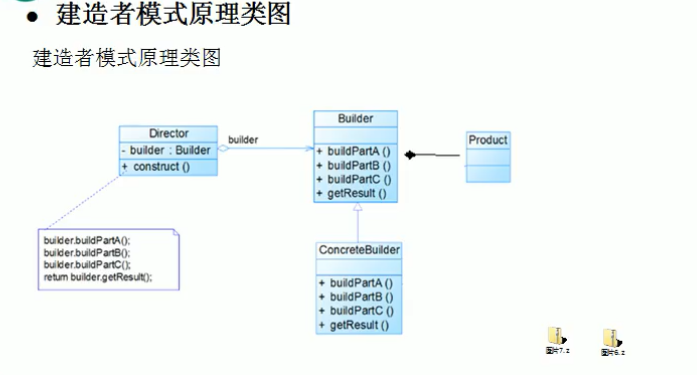 ● 建造者模式原理类图
建造者模式原理类图
Director
- builder : Builder
+ construct ()
builder
Builder
+ buildPartA ()
+ buildPartB ()
+ buildPartC ()
+ getResult ()
Product
builder.buildPartA();
builder.buildPartB();
builder.buildPartC();
return builder.getResult();
ConcreteBuilder
+ buildPartA ()
+ buildPartB ()
+ buildPartC ()
+ getResult ()
图片7.z
图片6.z